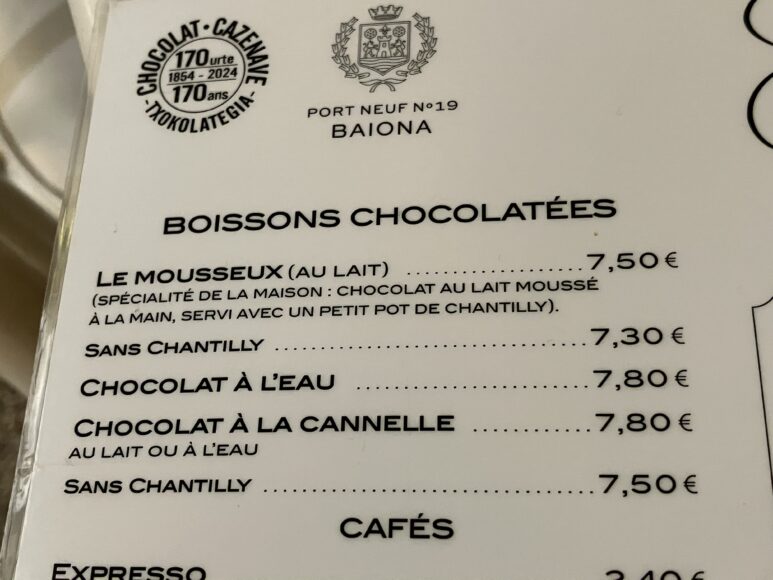 CHOCOLAT · CAZENAVE
170 urte
1854 - 2024
170 ans
- TXOKOLATEGIA -
PORT NEUF Nº19
BAIONA
BOISSONS CHOCOLATÉES
LE MOUSSEUX (AU LAIT) ....................7,50 €
(SPÉCIALITÉ DE LA MAISON : CHOCOLAT AU LAIT MOUSSÉ
À LA MAIN, SERVI AVEC UN PETIT POT DE CHANTILLY).
SANS CHANTILLY ....................7,30 €
CHOCOLAT À L'EAU ....................7,80 €
CHOCOLAT À LA CANNELLE ............7,80 €
AU LAIT OU À L'EAU
SANS CHANTILLY ....................7,50 €
CAFÉS
EXPRESSO